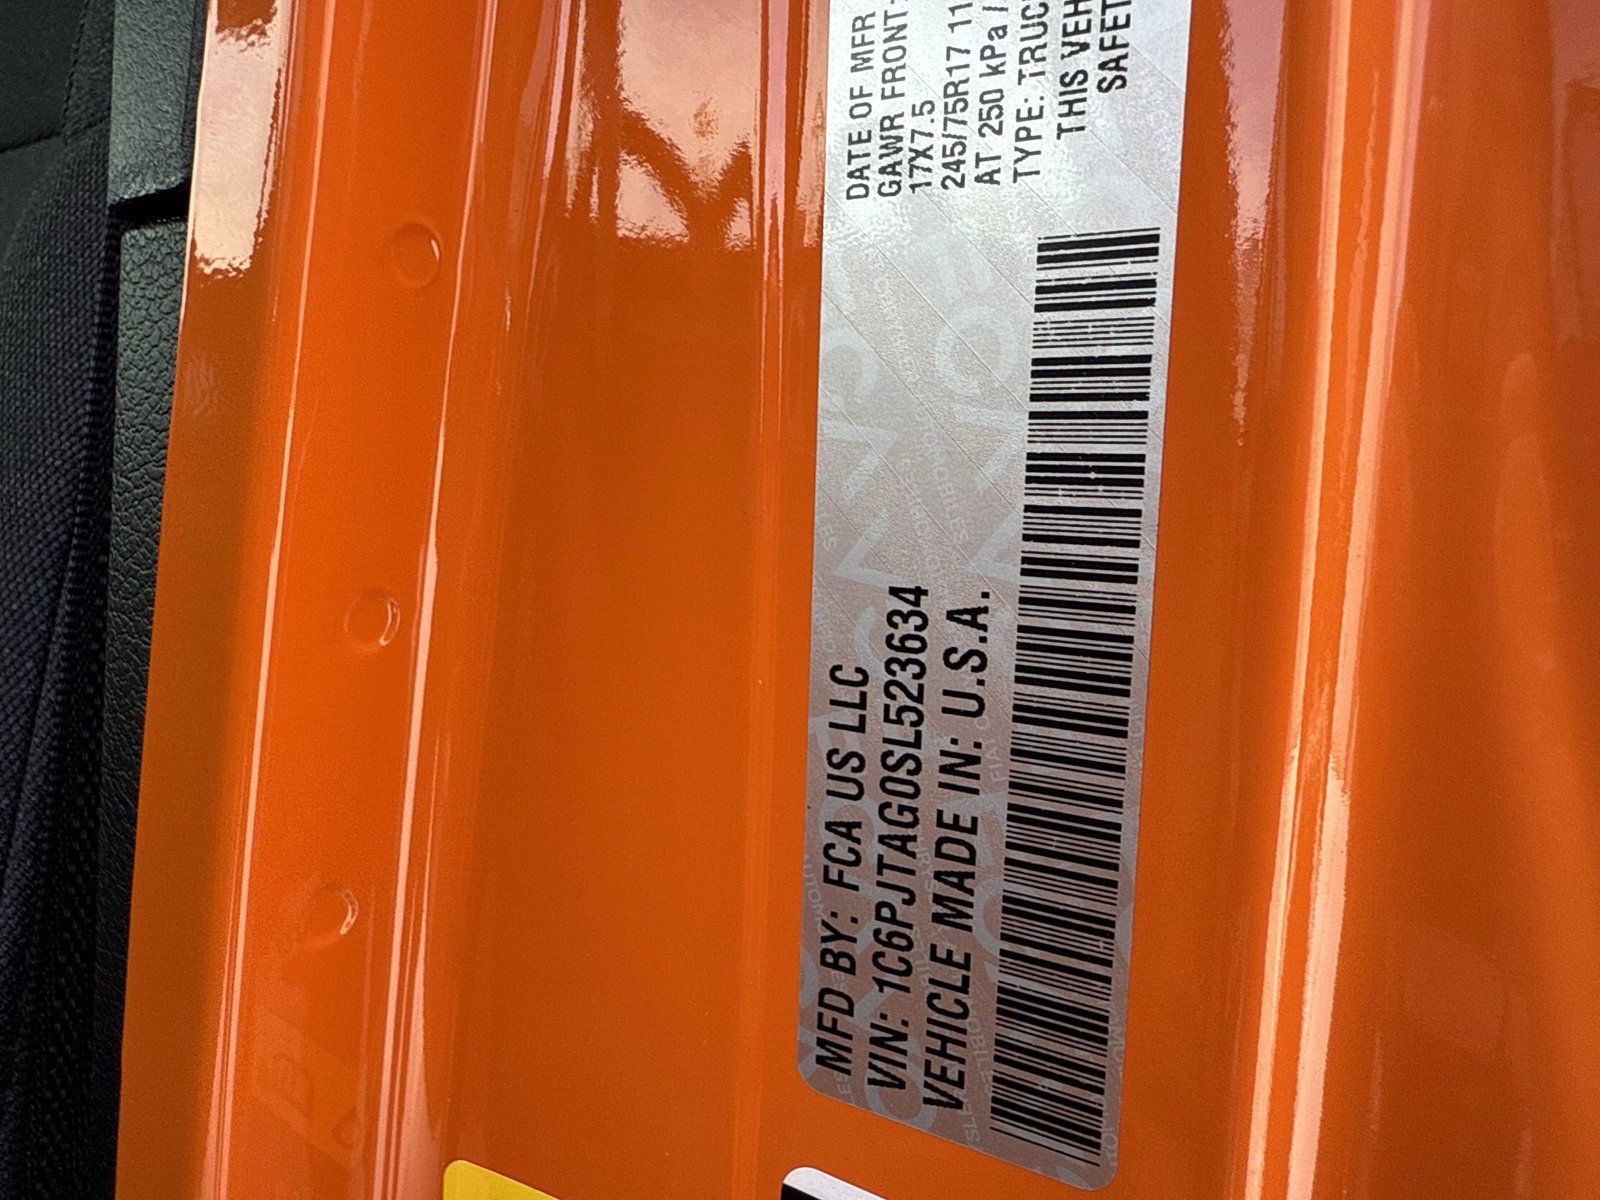 MFD BY: FCA US LLC
VIN: 1C6PJTAG0SL523634
VEHICLE MADE IN: U.S.A.
DATE OF MFR
GAWR FRONT:
17X7.5
245/75R17 11
AT 250 kPa /
TYPE: TRUC
THIS VEH
SAFET